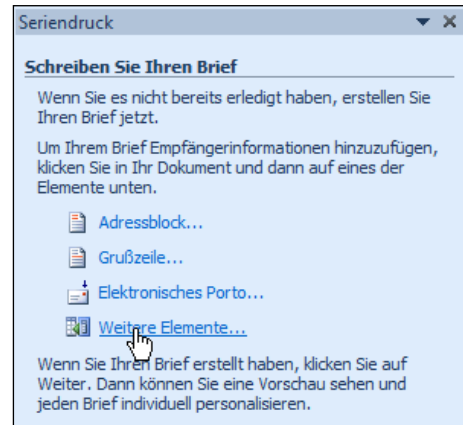 Seriendruck
Schreiben Sie Ihren Brief
Wenn Sie es nicht bereits erledigt haben, erstellen Sie
Ihren Brief jetzt.
Um Ihrem Brief Empfängerinformationen hinzuzufügen,
klicken Sie in Ihr Dokument und dann auf eines der
Elemente unten.
Adressblock...
Grußzeile...
Elektronisches Porto...
Weitere Elemente...
Wenn Sie Ihren Brief erstellt haben, klicken Sie auf
Weiter. Dann können Sie eine Vorschau sehen und
jeden Brief individuell personalisieren.